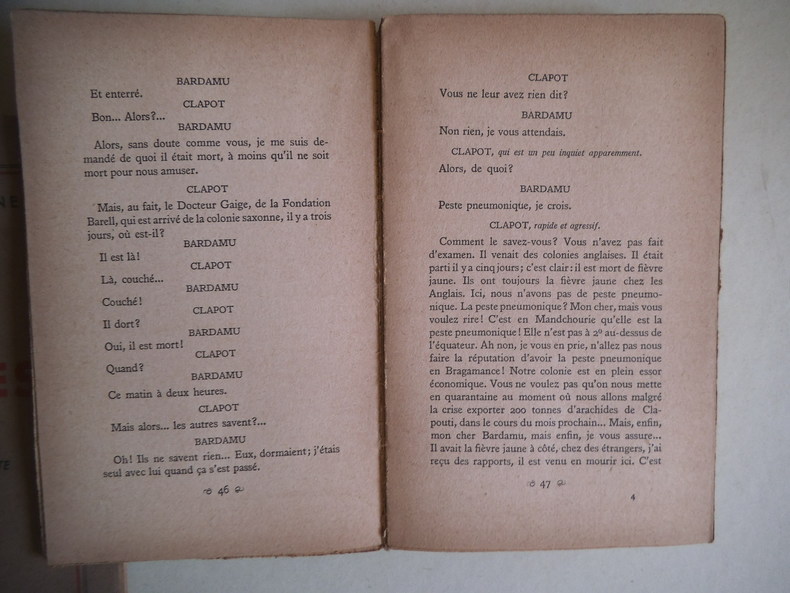 BARDAMU
Et enterré.
CLAPOT
Bon... Alors?...
BARDAMU
Alors, sans doute comme vous, je me suis de-
mandé de quoi il était mort, à moins qu'il ne soit
mort pour nous amuser.
CLAPOT
Mais, au fait, le Docteur Gaige, de la Fondation
Barell, qui est arrivé de la colonie saxonne, il y a trois
jours, où est-il?
BARDAMU
Il est là!
CLAPOT
Là, couché...
BARDAMU
Couché!
CLAPOT
Il dort?
BARDAMU
Oui, il est mort!
CLAPOT
Quand?
BARDAMU
Ce matin à deux heures.
CLAPOT
Mais alors... les autres savent?...
BARDAMU
Oh! Ils ne savent rien... Eux, dormaient; j'étais
seul avec lui quand ça s'est passé.
46
CLAPOT
Vous ne leur avez rien dit?
BARDAMU
Non rien, je vous attendais.
CLAPOT, qui est un peu inquiet apparemment.
Alors, de quoi?
BARDAMU
Peste pneumonique, je crois.
CLAPOT, rapide et agressif.
Comment le savez-vous? Vous n'avez pas fait
d'examen. Il venait des colonies anglaises. Il était
parti il y a cinq jours; c'est clair: il est mort de fièvre
jaune. Ils ont toujours la fièvre jaune chez les
Anglais. Ici, nous n'avons pas de peste pneumo-
nique. La peste pneumonique? Mon cher, mais vous
voulez rire! C'est en Mandchourie qu'elle est la
peste pneumonique! Elle n'est pas à 2º au-dessus de
l'équateur. Ah non, je vous en prie, n'allez pas nous
faire la réputation d'avoir la peste pneumonique
en Bragamance! Notre colonie est en plein essor
économique. Vous ne voulez pas qu'on nous mette
en quarantaine au moment où nous allons malgré
la crise exporter 200 tonnes d'arachides de Cla-
pouti, dans le cours du mois prochain... Mais, enfin,
mon cher Bardamu, mais enfin, je vous assure...
Il avait la fièvre jaune à côté, chez des étrangers, j'ai
reçu des rapports, il est venu en mourir ici. C'est
47
4